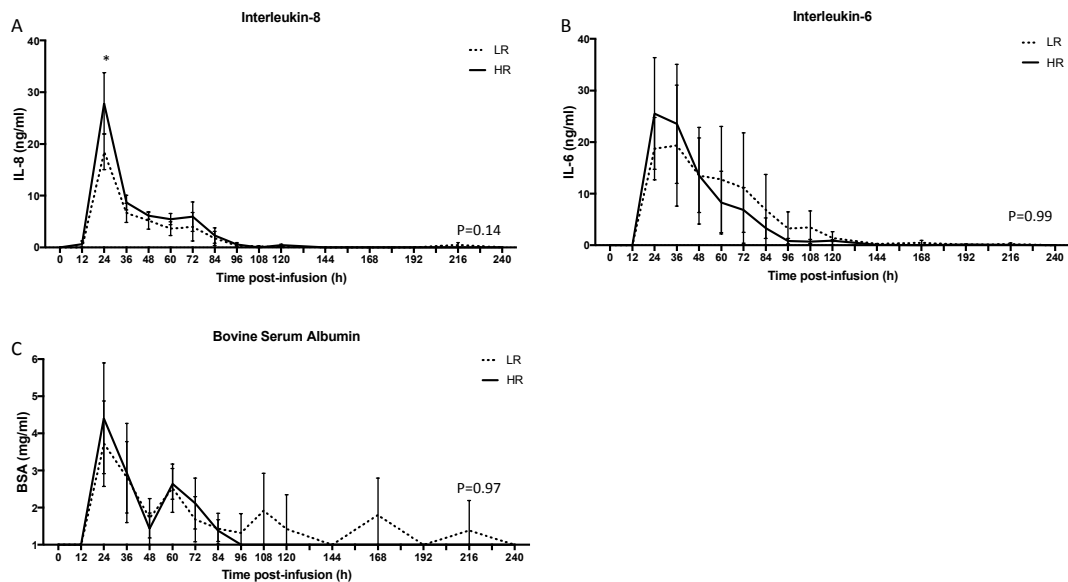 Interleukin-8
A
40
30
20
10
0
IL-8 (ng/ml)
*
LR
HR
P=0.14
0 12 24 36 48 60 72 84 96 108 120 144 168 192 216 240
Time post-infusion (h)
Interleukin-6
B
40
30
20
10
0
IL-6 (ng/ml)
LR
HR
P=0.99
0 12 24 36 48 60 72 84 96 108 120 144 168 192 216 240
Time post-infusion (h)
Bovine Serum Albumin
C
6
5
4
3
2
1
BSA (mg/ml)
LR
HR
P=0.97
0 12 24 36 48 60 72 84 96 108 120 144 168 192 216 240
Time post-infusion (h)